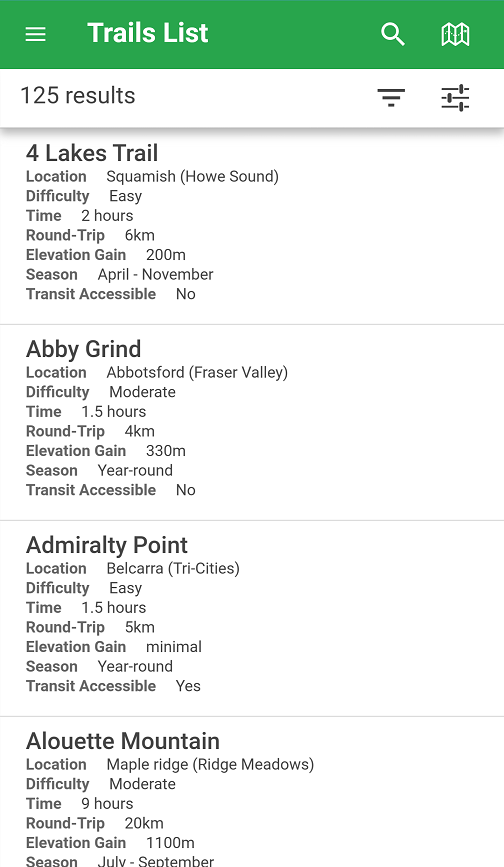 Trails List
125 results
4 Lakes Trail
Location Squamish (Howe Sound)
Difficulty Easy
Time 2 hours
Round-Trip 6km
Elevation Gain 200m
Season April - November
Transit Accessible No
Abby Grind
Location Abbotsford (Fraser Valley)
Difficulty Moderate
Time 1.5 hours
Round-Trip 4km
Elevation Gain 330m
Season Year-round
Transit Accessible No
Admiralty Point
Location Belcarra (Tri-Cities)
Difficulty Easy
Time 1.5 hours
Round-Trip 5km
Elevation Gain minimal
Season Year-round
Transit Accessible Yes
Alouette Mountain
Location Maple ridge (Ridge Meadows)
Difficulty Moderate
Time 9 hours
Round-Trip 20km
Elevation Gain 1100m
Season July - September